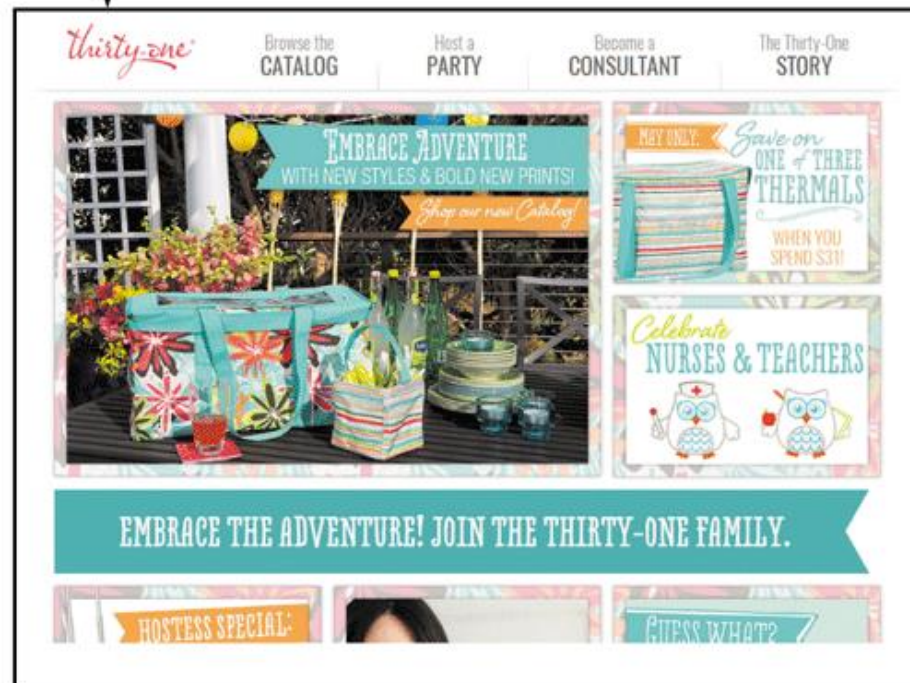 thirty-one
Browse the
CATALOG
Host a
PARTY
Become a
CONSULTANT
The Thirty-One
STORY
EMBRACE ADVENTURE
WITH NEW STYLES & BOLD NEW PRINTS!
Shop our new Catalog!
MAY ONLY:
Save on
ONE of THREE
THERMALS
WHEN YOU
SPEND $31!
Celebrate
NURSES & TEACHERS
EMBRACE THE ADVENTURE! JOIN THE THIRTY-ONE FAMILY.
HOSTESS SPECIAL:
GUESS WHAT?